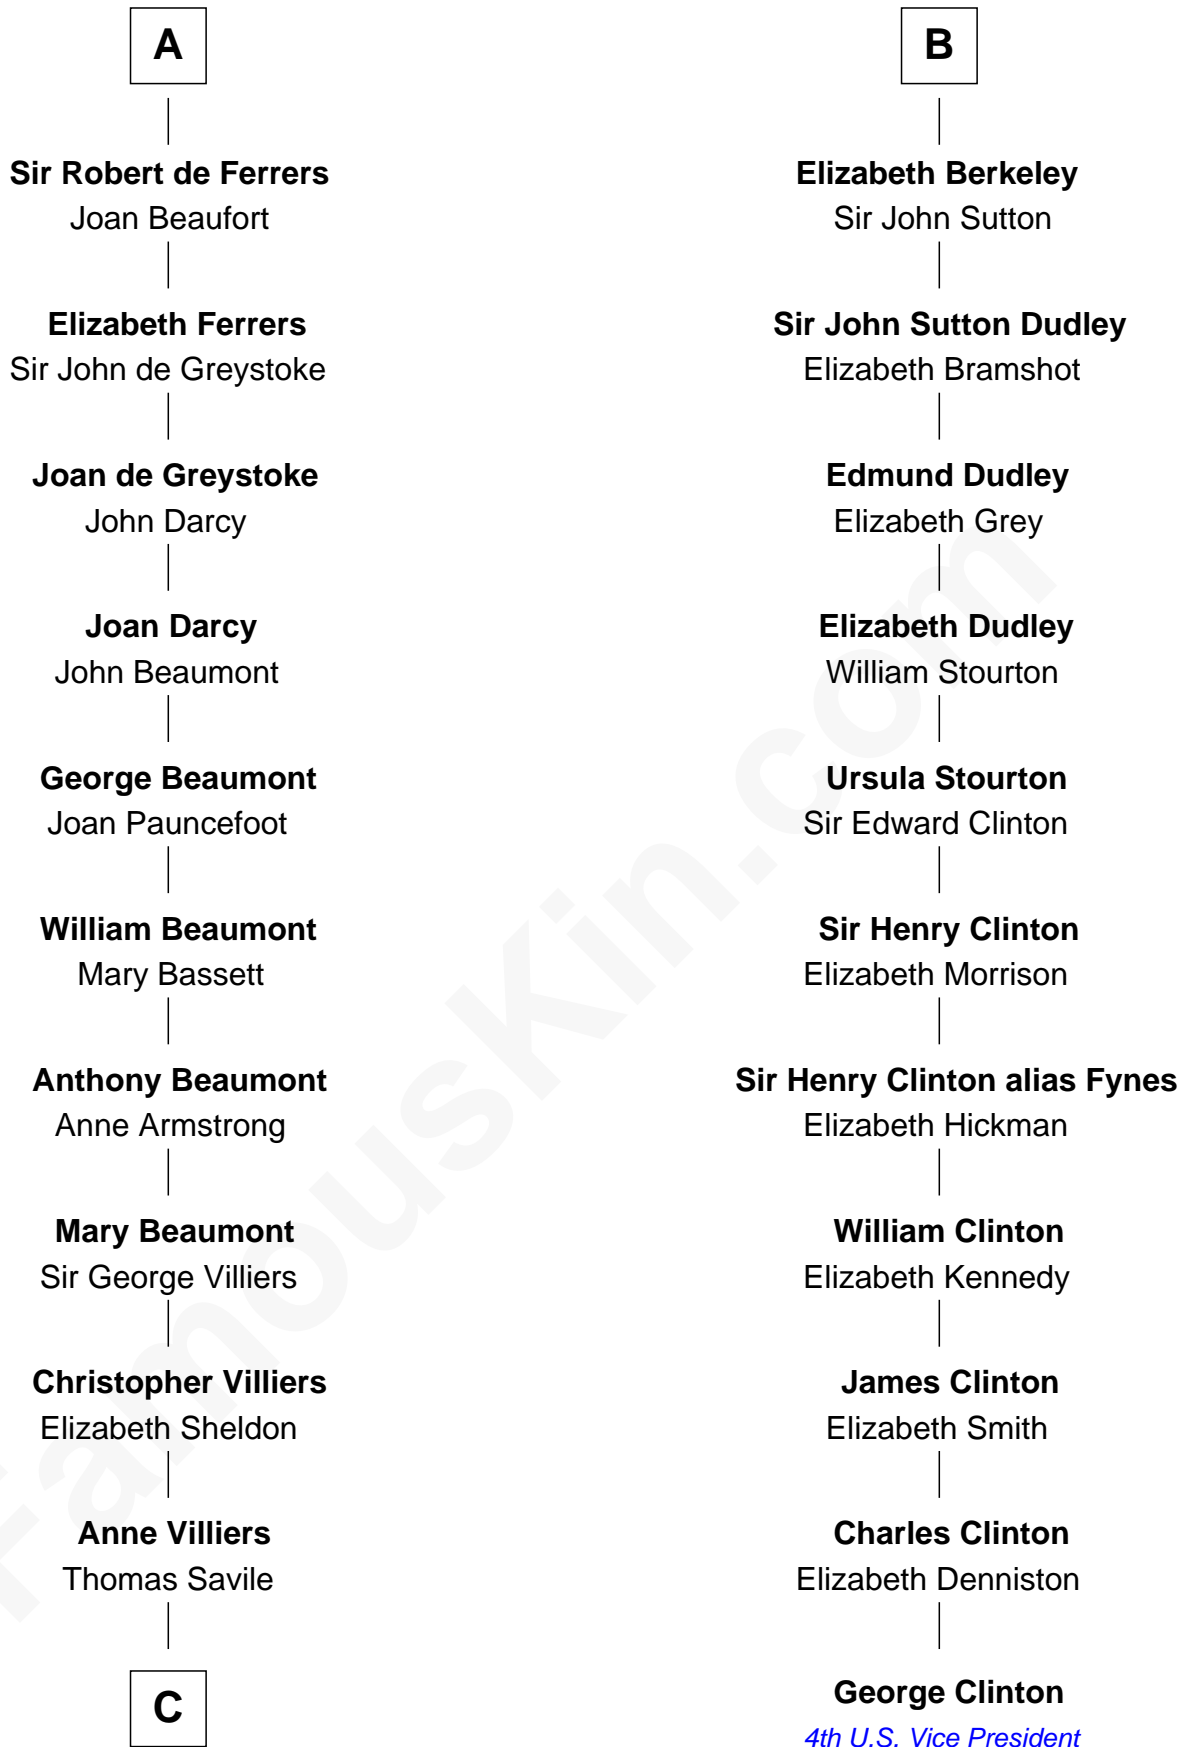 A
Sir Robert de Ferrers
Joan Beaufort
Elizabeth Ferrers
Sir John de Greystoke
Joan de Greystoke
John Darcy
Joan Darcy
John Beaumont
George Beaumont
Joan Pauncefoot
William Beaumont
Mary Bassett
Anthony Beaumont
Anne Armstrong
Mary Beaumont
Sir George Villiers
Christopher Villiers
Elizabeth Sheldon
Anne Villiers
Thomas Savile
C
B
Elizabeth Berkeley
Sir John Sutton
Sir John Sutton Dudley
Elizabeth Bramshot
Edmund Dudley
Elizabeth Grey
Elizabeth Dudley
William Stourton
Ursula Stourton
Sir Edward Clinton
Sir Henry Clinton
Elizabeth Morrison
Sir Henry Clinton alias Fynes
Elizabeth Hickman
William Clinton
Elizabeth Kennedy
James Clinton
Elizabeth Smith
Charles Clinton
Elizabeth Denniston
George Clinton
4th U.S. Vice President
FamousKin.com